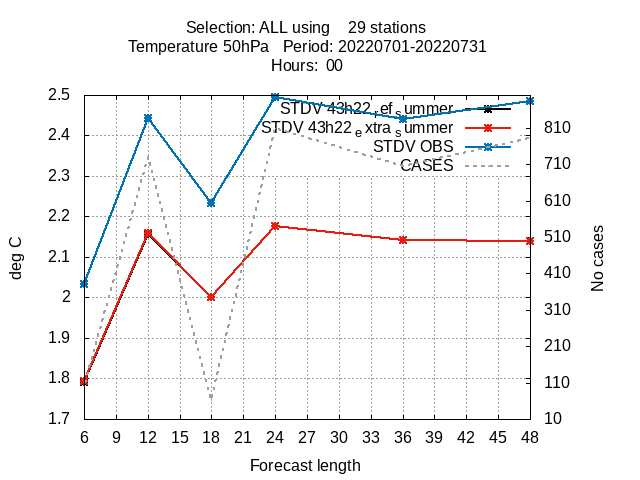 Selection: ALL using 29 stations
Temperature 50hPa Period: 20220701-20220731
Hours: 00
2.5
2.4
2.3
2.2
2.1
2
1.9
1.8
1.7
deg C
STDV 43h22_ref_summer
STDV 43h22_extra_summer
STDV OBS
CASES
810
710
610
510
410
310
210
110
10
No cases
6 9 12 15 18 21 24 27 30 33 36 39 42 45 48
Forecast length